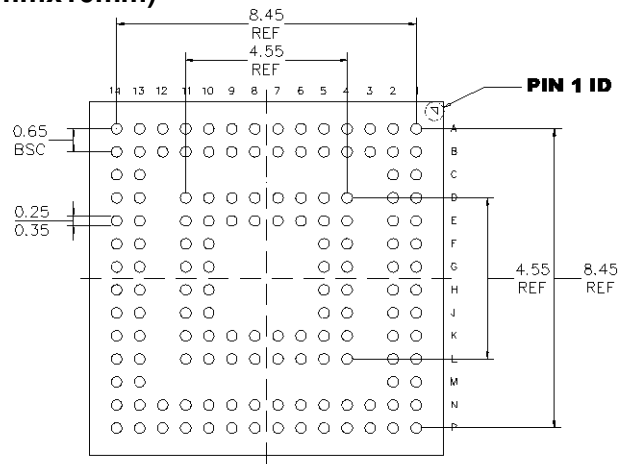 8.45
REF
4.55
REF
14 13 12 11 10 9 8 7 6 5 4 3 2 1
PIN 1 ID
0.65
BSC
A
B
C
D
E
0.25
0.35
F
G
H
J
4.55
REF
8.45
REF
K
L
M
N
P